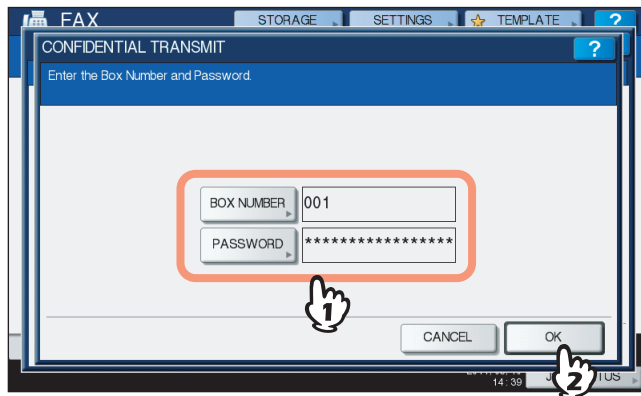 FAX STORAGE SETTINGS TEMPLATE ?
CONFIDENTIAL TRANSMIT ?
Enter the Box Number and Password.
BOX NUMBER 001
PASSWORD *****************
1
CANCEL OK
14:39
2